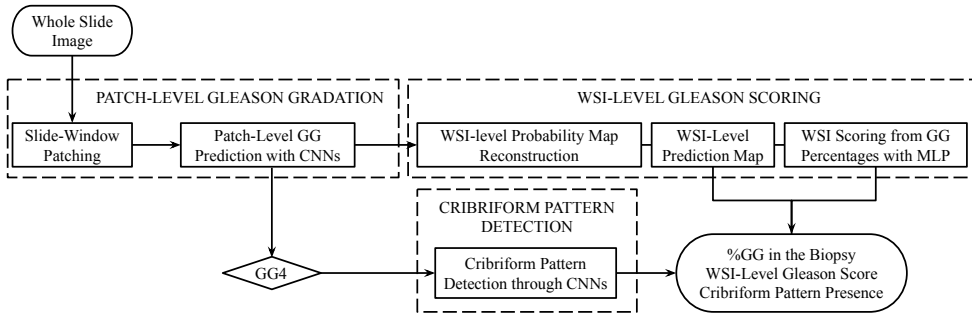 Whole Slide
Image
PATCH-LEVEL GLEASON GRADATION
WSI-LEVEL GLEASON SCORING
Slide-Window
Patching
Patch-Level GG
Prediction with CNNs
WSI-level Probability Map
Reconstruction
WSI-Level
Prediction Map
WSI Scoring from GG
Percentages with MLP
CRIBRIFORM PATTERN
DETECTION
GG4
Cribriform Pattern
Detection through CNNs
%GG in the Biopsy
WSI-Level Gleason Score
Cribriform Pattern Presence